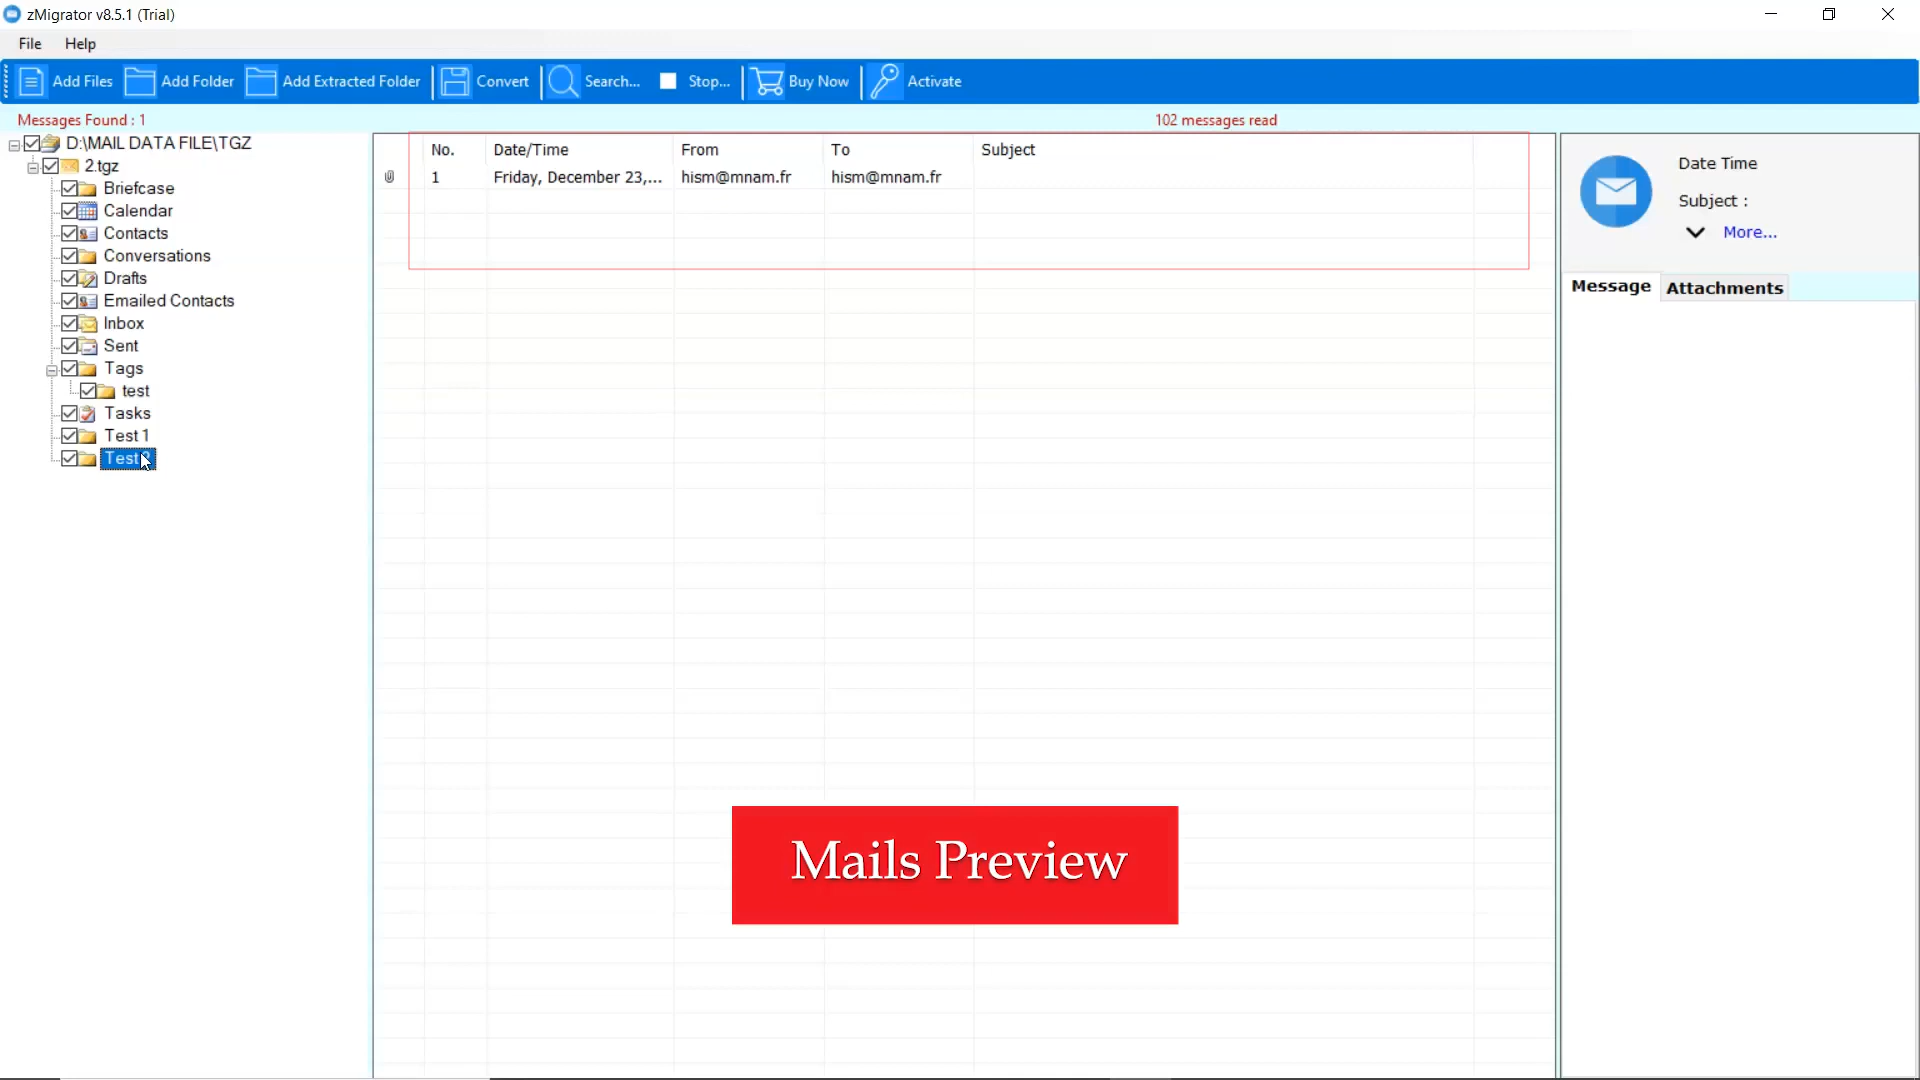 zMigrator v8.5.1 (Trial)
File Help
Add Files Add Folder Add Extracted Folder Convert Search... Stop... Buy Now Activate
Messages Found : 1
102 messages read
D:\MAIL DATA FILE\TGZ
2.tgz
Briefcase
Calendar
Contacts
Conversations
Drafts
Emailed Contacts
Inbox
Sent
Tags
test
Tasks
Test 1
Test
No. Date/Time From To Subject
1 Friday, December 23,... hism@mnam.fr hism@mnam.fr
Date Time
Subject :
More...
Message Attachments
Mails Preview